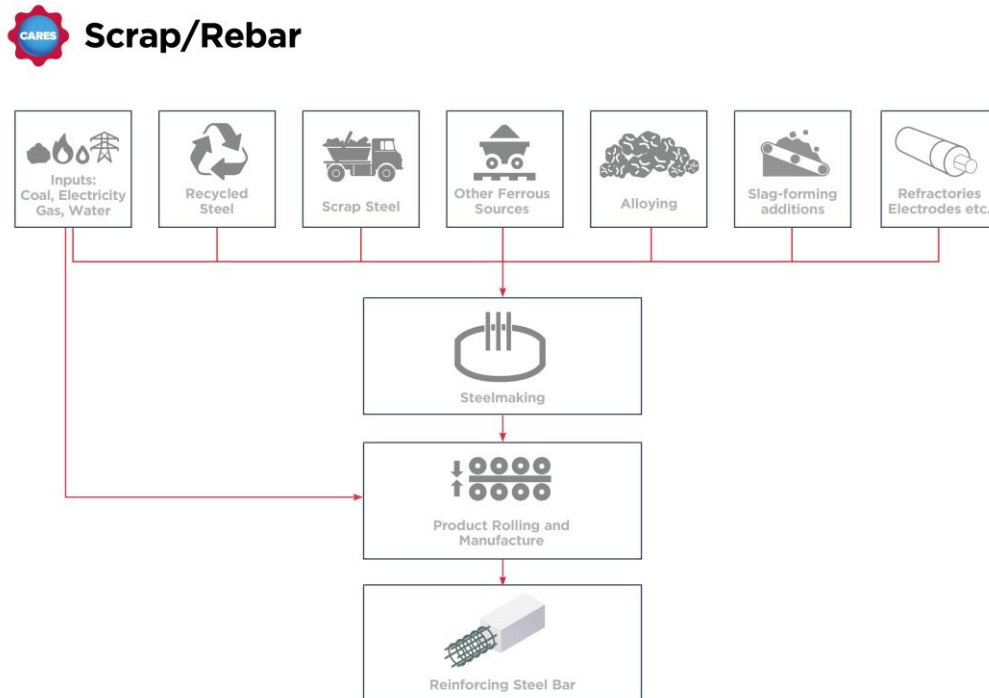 CARES
Scrap/Rebar
Inputs:
Coal, Electricity
Gas, Water
Recycled
Steel
Scrap Steel
Other Ferrous
Sources
Alloying
Slag-forming
additions
Refractories
Electrodes etc.
Steelmaking
Product Rolling and
Manufacture
Reinforcing Steel Bar